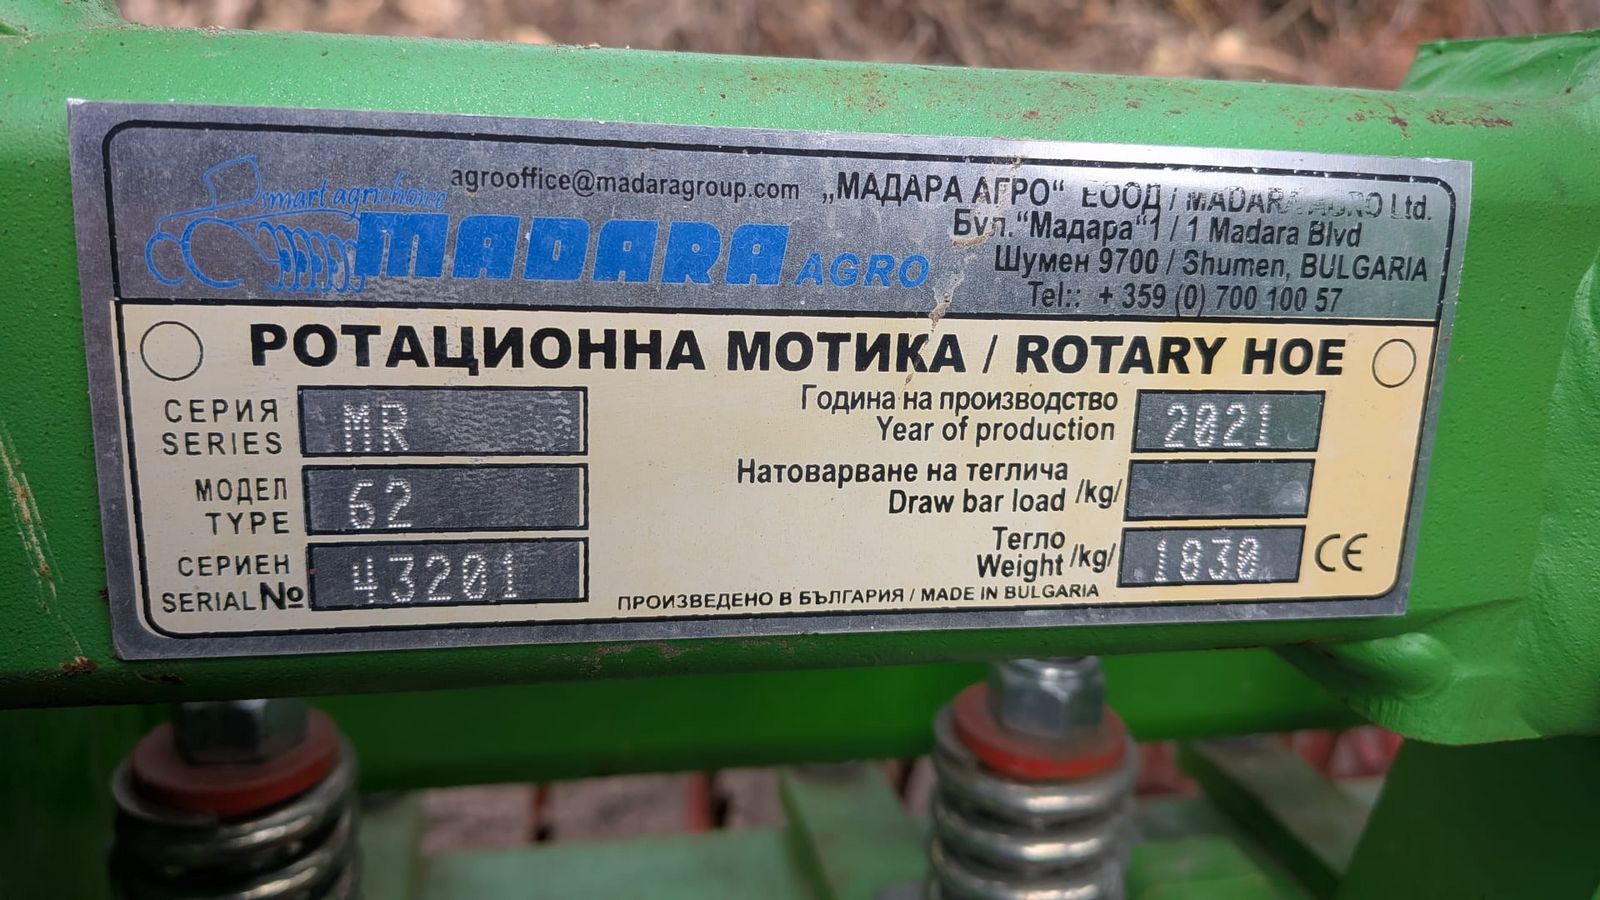 smart agrichoice
MADARA AGRO
agrooffice@madaragroup.com
„МАДАРА АГРО“ ЕООД / MADARA AGRO Ltd.
Бул.“Мадара“1 / 1 Madara Blvd
Шумен 9700 / Shumen, BULGARIA
Tel:: +359 (0) 700 100 57
РОТАЦИОННА МОТИКА / ROTARY HOE
СЕРИЯ
SERIES
MR
МОДЕЛ
TYPE
62
СЕРИЕН
SERIAL №
43201
Година на производство
Year of production
2021
Натоварване на теглича
Draw bar load /kg/
Тегло
Weight /kg/
1830
CE
ПРОИЗВЕДЕНО В БЪЛГАРИЯ / MADE IN BULGARIA